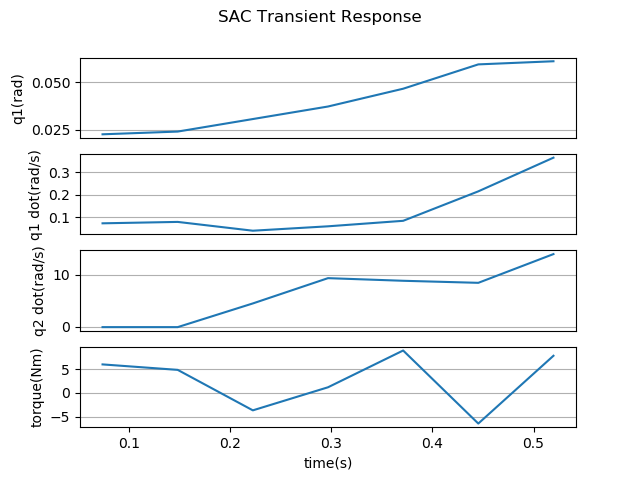 SAC Transient Response
q1(rad)
0.050
0.025
q1 dot(rad/s)
0.3
0.2
0.1
q2 dot(rad/s)
10
0
torque(Nm)
5
0
−5
0.1 0.2 0.3 0.4 0.5
time(s)